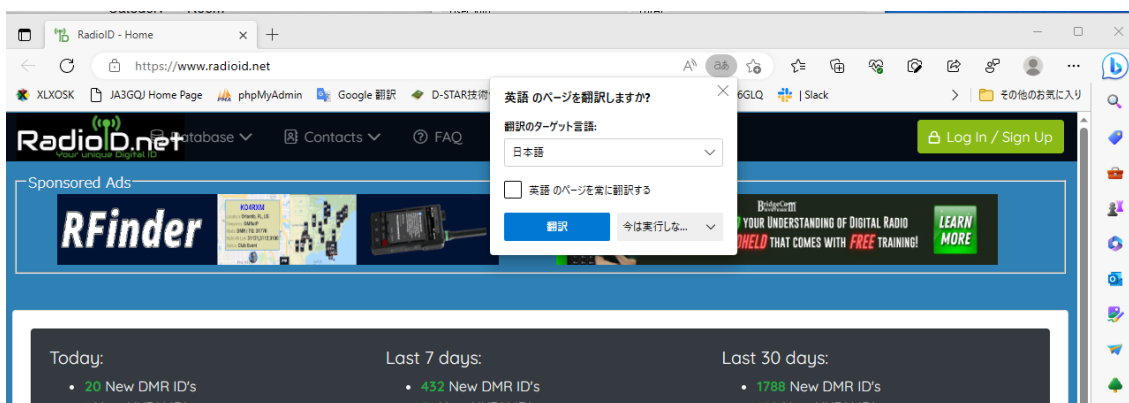 RadioID - Home
https://www.radioid.net
XLXOSK JA3GQJ Home Page phpMyAdmin Google 翻訳 D-STAR技術 6GLQ | Slack その他のお気に入り
英語 のページを翻訳しますか?
翻訳のターゲット言語:
日本語
英語 のページを常に翻訳する
翻訳 今は実行しな...
RadioID.net
Your unique Digital ID
Database Contacts FAQ Log In / Sign Up
Sponsored Ads
RFinder
KD4RXM
BridgeCom
YOUR UNDERSTANDING OF DIGITAL RADIO
THAT COMES WITH FREE TRAINING!
LEARN
MORE
Today: Last 7 days: Last 30 days:
20 New DMR ID's 432 New DMR ID's 1788 New DMR ID's